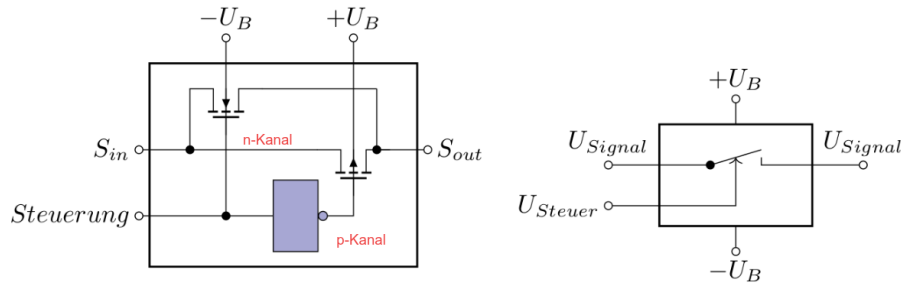 −U_B
+U_B
n-Kanal
S_in
S_out
Steuerung
p-Kanal
+U_B
U_Signal
U_Signal
U_Steuer
−U_B